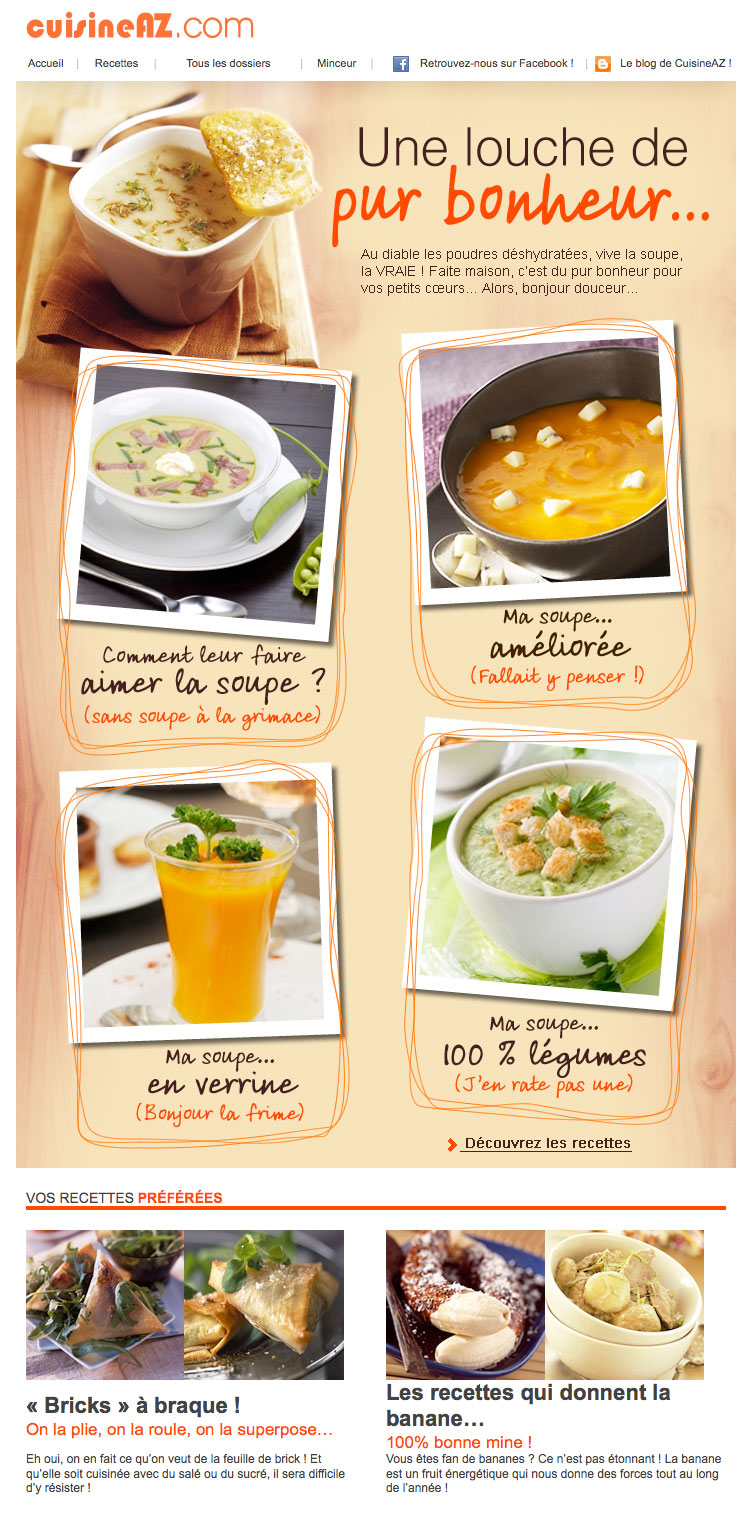 cuisineAZ.com
Accueil | Recettes | Tous les dossiers | Minceur | Retrouvez-nous sur Facebook ! | Le blog de CuisineAZ !
Une louche de
pur bonheur...
Au diable les poudres déshydratées, vive la soupe,
la VRAIE ! Faite maison, c'est du pur bonheur pour
vos petits cœurs... Alors, bonjour douceur...
Comment leur faire
aimer la soupe ?
(sans soupe à la grimace)
Ma soupe...
améliorée
(Fallait y penser !)
Ma soupe...
en verrine
(Bonjour la frime)
Ma soupe...
100 % légumes
(J'en rate pas une)
Découvrez les recettes
VOS RECETTES PRÉFÉRÉES
« Bricks » à braque !
On la plie, on la roule, on la superpose…
Eh oui, on en fait ce qu'on veut de la feuille de brick ! Et
qu'elle soit cuisinée avec du salé ou du sucré, il sera difficile
d'y résister !
Les recettes qui donnent la
banane…
100% bonne mine !
Vous êtes fan de bananes ? Ce n'est pas étonnant ! La banane
est un fruit énergétique qui nous donne des forces tout au long
de l'année !